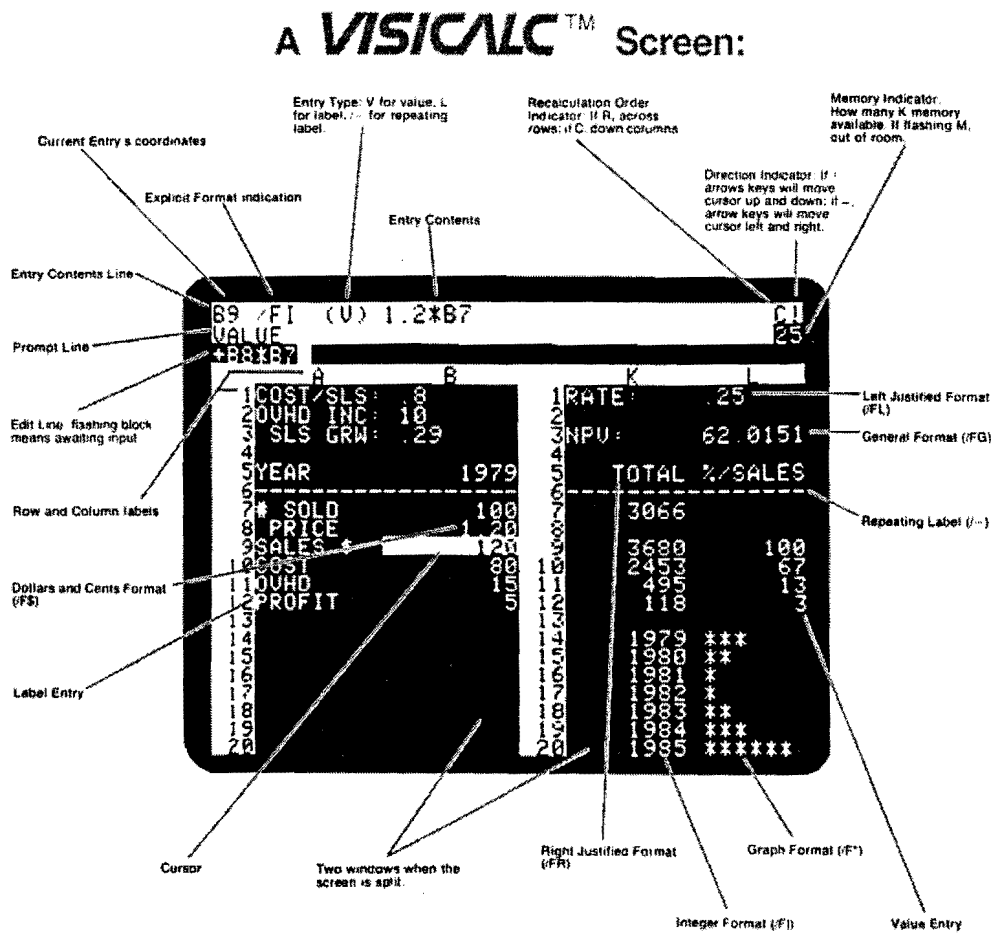 A VISICALC™ Screen:
Entry Type: V for value, L
for label, /– for repeating
label.
Recalculation Order
Indicator: If R, across
rows; if C, down columns
Memory Indicator.
How many K memory
available. If flashing M,
out of room.
Current Entry s coordinates
Explicit Format indication
Entry Contents
Direction Indicator: If !
arrows keys will move
cursor up and down; if –,
arrow keys will move
cursor left and right.
Entry Contents Line
Prompt Line
Edit Line flashing block
means awaiting input
Row and Column labels
Dollars and Cents Format
(/F$)
Label Entry
B9 /FI (V) 1.2*B7 C!
VALUE 25
+B8*B7
A B K L
1 COST/SLS: .8 1 RATE: .25
2 OVHD INC: 10 2
3 SLS GRW: .29 3 NPV: 62.0151
4 4
5 YEAR 1979 5 TOTAL %/SALES
6 ------------------ 6 ------------------
7 # SOLD 100 7 3066
8 PRICE 1.20 8
9 SALES $ 120 9 3680 100
10 COST 80 10 2453 67
11 OVHD 15 11 495 13
12 PROFIT 5 12 118 3
13 13
14 14 1979 ***
15 15 1980 **
16 16 1981 *
17 17 1982 *
18 18 1983 **
19 19 1984 ***
20 20 1985 ******
Left Justified Format
(/FL)
General Format (/FG)
Repeating Label (/–)
Cursor
Two windows when the
screen is split.
Right Justified Format
(/FR)
Graph Format (/F*)
Integer Format (/FI)
Value Entry